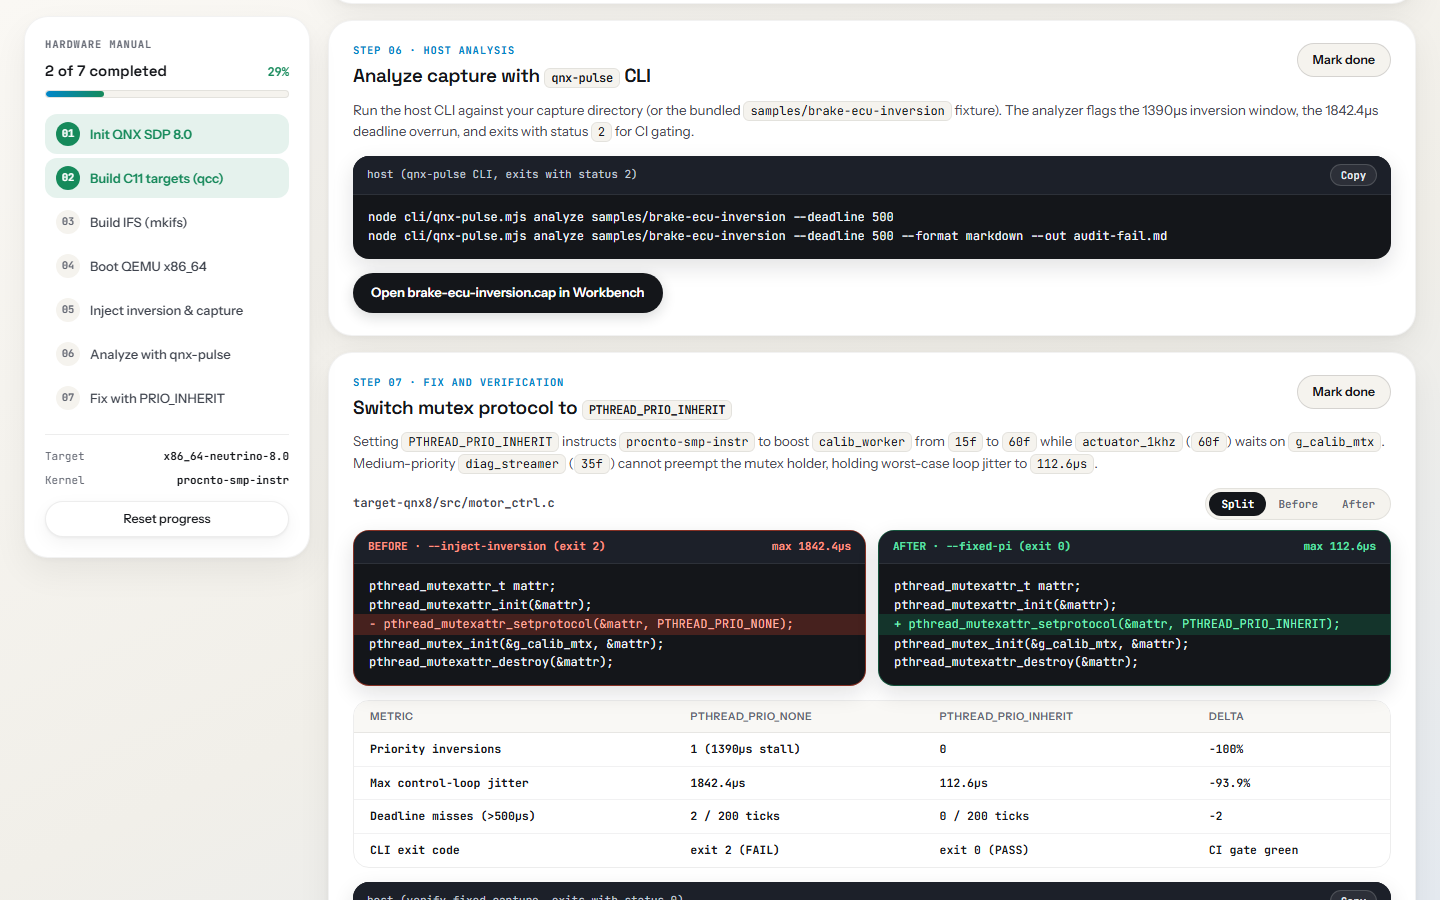 HARDWARE MANUAL
2 of 7 completed 29%
01 Init QNX SDP 8.0
02 Build C11 targets (qcc)
03 Build IFS (mkifs)
04 Boot QEMU x86_64
05 Inject inversion & capture
06 Analyze with qnx-pulse
07 Fix with PRIO_INHERIT
Target x86_64-neutrino-8.0
Kernel procnto-smp-instr
Reset progress
STEP 06 · HOST ANALYSIS
Analyze capture with qnx-pulse CLI
Mark done
Run the host CLI against your capture directory (or the bundled samples/brake-ecu-inversion fixture). The analyzer flags the 1390µs inversion window, the 1842.4µs
deadline overrun, and exits with status 2 for CI gating.
host (qnx-pulse CLI, exits with status 2) Copy
node cli/qnx-pulse.mjs analyze samples/brake-ecu-inversion --deadline 500
node cli/qnx-pulse.mjs analyze samples/brake-ecu-inversion --deadline 500 --format markdown --out audit-fail.md
Open brake-ecu-inversion.cap in Workbench
STEP 07 · FIX AND VERIFICATION
Switch mutex protocol to PTHREAD_PRIO_INHERIT
Mark done
Setting PTHREAD_PRIO_INHERIT instructs procnto-smp-instr to boost calib_worker from 15f to 60f while actuator_1khz (60f) waits on g_calib_mtx.
Medium-priority diag_streamer (35f) cannot preempt the mutex holder, holding worst-case loop jitter to 112.6µs.
target-qnx8/src/motor_ctrl.c
Split Before After
BEFORE · --inject-inversion (exit 2) max 1842.4µs
pthread_mutexattr_t mattr;
pthread_mutexattr_init(&mattr);
- pthread_mutexattr_setprotocol(&mattr, PTHREAD_PRIO_NONE);
pthread_mutex_init(&g_calib_mtx, &mattr);
pthread_mutexattr_destroy(&mattr);
AFTER · --fixed-pi (exit 0) max 112.6µs
pthread_mutexattr_t mattr;
pthread_mutexattr_init(&mattr);
+ pthread_mutexattr_setprotocol(&mattr, PTHREAD_PRIO_INHERIT);
pthread_mutex_init(&g_calib_mtx, &mattr);
pthread_mutexattr_destroy(&mattr);
METRIC PTHREAD_PRIO_NONE PTHREAD_PRIO_INHERIT DELTA
Priority inversions 1 (1390µs stall) 0 -100%
Max control-loop jitter 1842.4µs 112.6µs -93.9%
Deadline misses (>500µs) 2 / 200 ticks 0 / 200 ticks -2
CLI exit code exit 2 (FAIL) exit 0 (PASS) CI gate green
host (verify fixed capture, exits with status 0) Copy